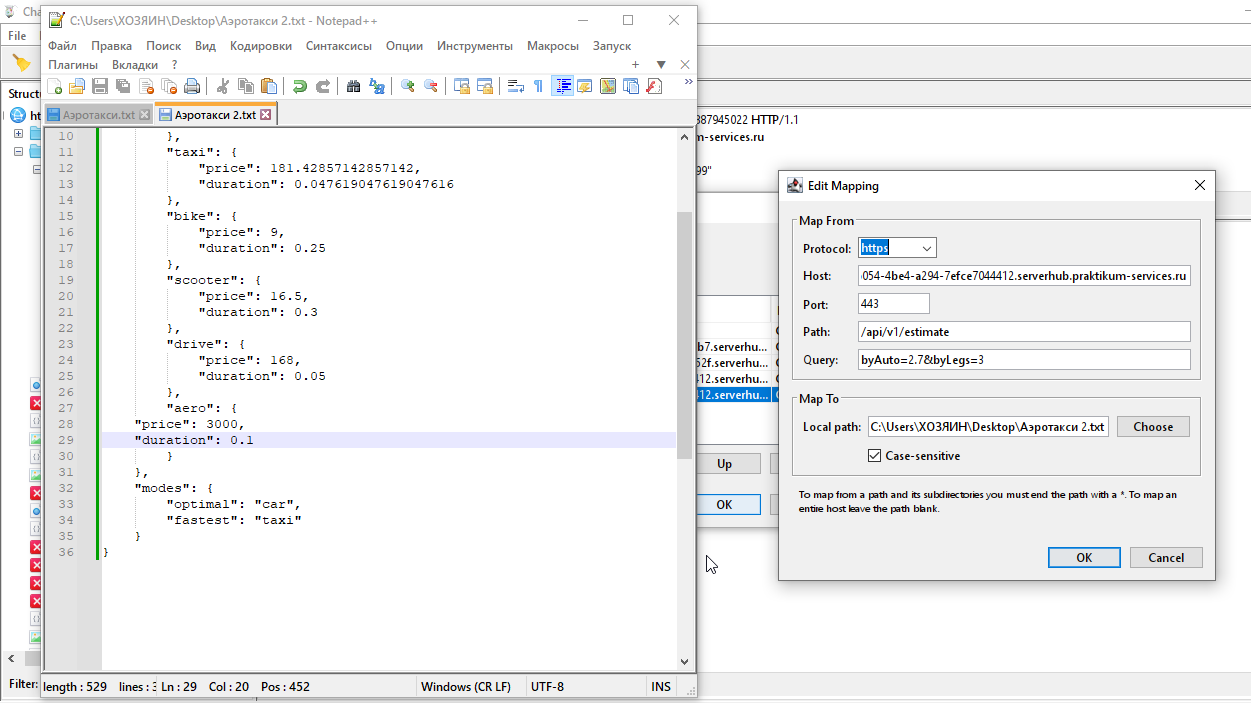 Cha
C:\Users\ХОЗЯИН\Desktop\Аэротакси 2.txt - Notepad++
File
Файл Правка Поиск Вид Кодировки Синтаксисы Опции Инструменты Макросы Запуск
Плагины Вкладки ? + ▼ ✕
Struct
ht
Аэротакси.txt Аэротакси 2.txt
10 },
11 "taxi": {
12 "price": 181.42857142857142,
13 "duration": 0.047619047619047616
14 },
15 "bike": {
16 "price": 9,
17 "duration": 0.25
18 },
19 "scooter": {
20 "price": 16.5,
21 "duration": 0.3
22 },
23 "drive": {
24 "price": 168,
25 "duration": 0.05
26 },
27 "aero": {
28 "price": 3000,
29 "duration": 0.1
30 }
31 },
32 "modes": {
33 "optimal": "car",
34 "fastest": "taxi"
35 }
36 }
Filter:
length : 529 lines : 3 Ln : 29 Col : 20 Pos : 452 Windows (CR LF) UTF-8 INS
387945022 HTTP/1.1
m-services.ru
99"
b7.serverhu...
52f.serverhu...
412.serverhu...
412.serverhu...
Up
OK
Edit Mapping
Map From
Protocol: https
Host: 054-4be4-a294-7efce7044412.serverhub.praktikum-services.ru
Port: 443
Path: /api/v1/estimate
Query: byAuto=2.7&byLegs=3
Map To
Local path: C:\Users\ХОЗЯИН\Desktop\Аэротакси 2.txt Choose
Case-sensitive
To map from a path and its subdirectories you must end the path with a *. To map an
entire host leave the path blank.
OK Cancel